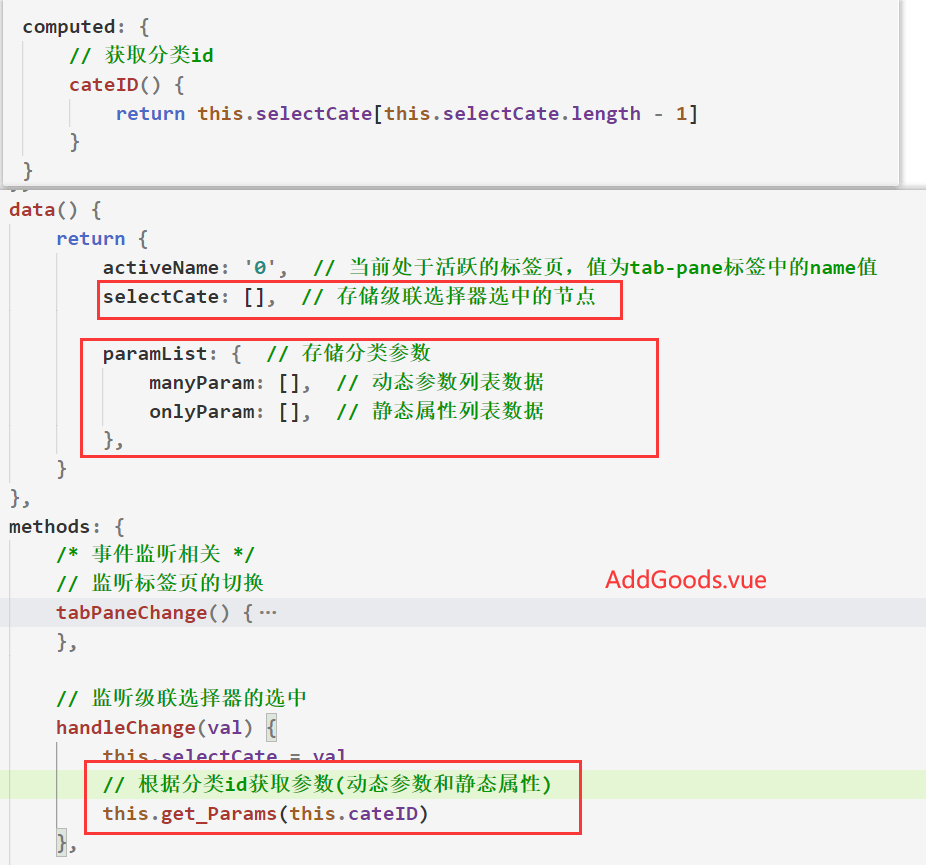 computed: {
// 获取分类id
cateID() {
return this.selectCate[this.selectCate.length - 1]
}
}
data() {
return {
activeName: '0', // 当前处于活跃的标签页，值为tab-pane标签中的name值
selectCate: [], // 存储级联选择器选中的节点
paramList: { // 存储分类参数
manyParam: [], // 动态参数列表数据
onlyParam: [], // 静态属性列表数据
},
}
},
methods: {
/* 事件监听相关 */
// 监听标签页的切换
AddGoods.vue
tabPaneChange() { ···
},
// 监听级联选择器的选中
handleChange(val) {
this.selectCate = val
// 根据分类id获取参数(动态参数和静态属性)
this.get_Params(this.cateID)
},